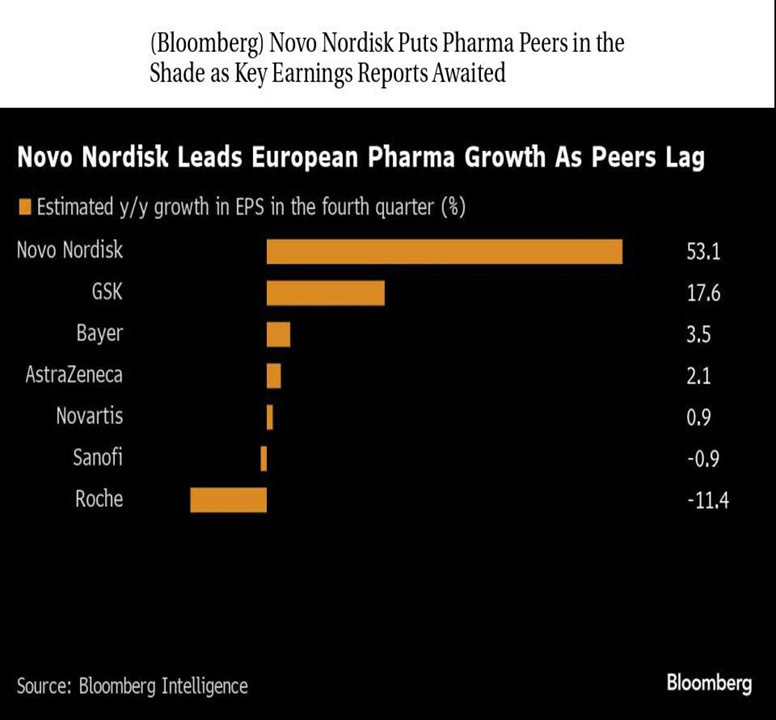 (Bloomberg) Novo Nordisk Puts Pharma Peers in the
Shade as Key Earnings Reports Awaited
Novo Nordisk Leads European Pharma Growth As Peers Lag
Estimated y/y growth in EPS in the fourth quarter (%)
Novo Nordisk 53.1
GSK 17.6
Bayer 3.5
AstraZeneca 2.1
Novartis 0.9
Sanofi -0.9
Roche -11.4
Source: Bloomberg Intelligence
Bloomberg